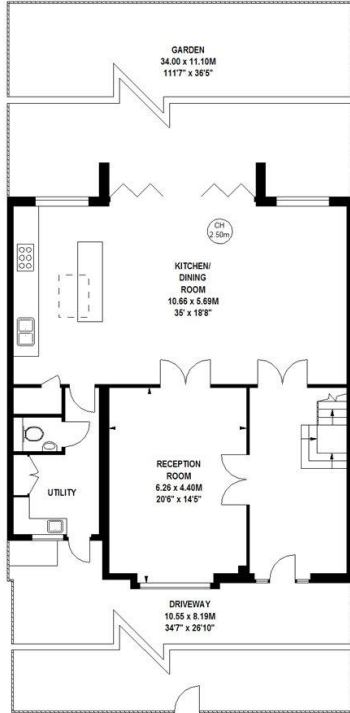 GARDEN
34.00 x 11.10M
111'7" x 36'5"
CH
2.50m
KITCHEN/
DINING
ROOM
10.66 x 5.69M
35' x 18'8"
RECEPTION
ROOM
6.26 x 4.40M
20'6" x 14'5"
UTILITY
DRIVEWAY
10.55 x 8.19M
34'7" x 26'10"